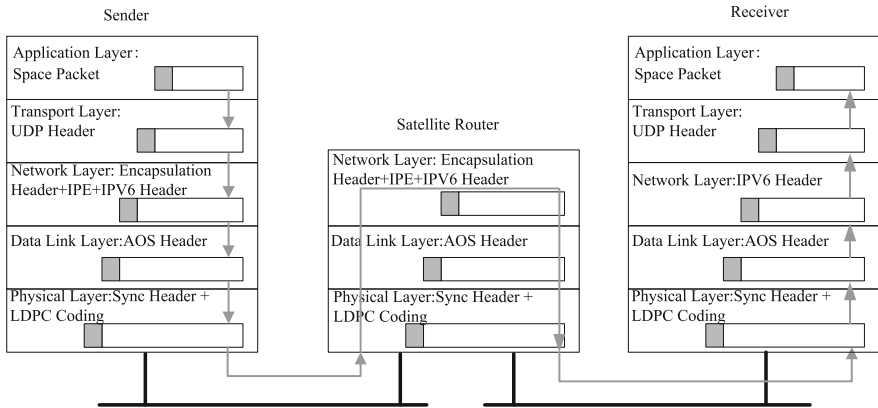 Sender
Application Layer:
Space Packet
Transport Layer:
UDP Header
Network Layer: Encapsulation
Header+IPE+IPV6 Header
Data Link Layer:AOS Header
Physical Layer:Sync Header +
LDPC Coding
Satellite Router
Network Layer: Encapsulation
Header+IPE+IPV6 Header
Data Link Layer:AOS Header
Physical Layer:Sync Header +
LDPC Coding
Receiver
Application Layer:
Space Packet
Transport Layer:
UDP Header
Network Layer:IPV6 Header
Data Link Layer:AOS Header
Physical Layer:Sync Header +
LDPC Coding